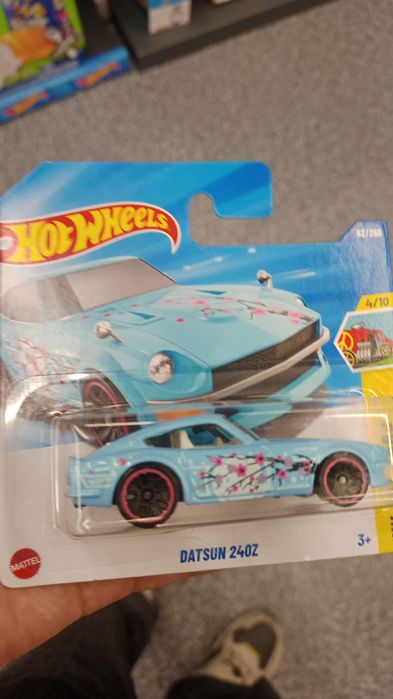 HOT WHEELS
62/250
4/10
DATSUN 240Z
3+
MATTEL